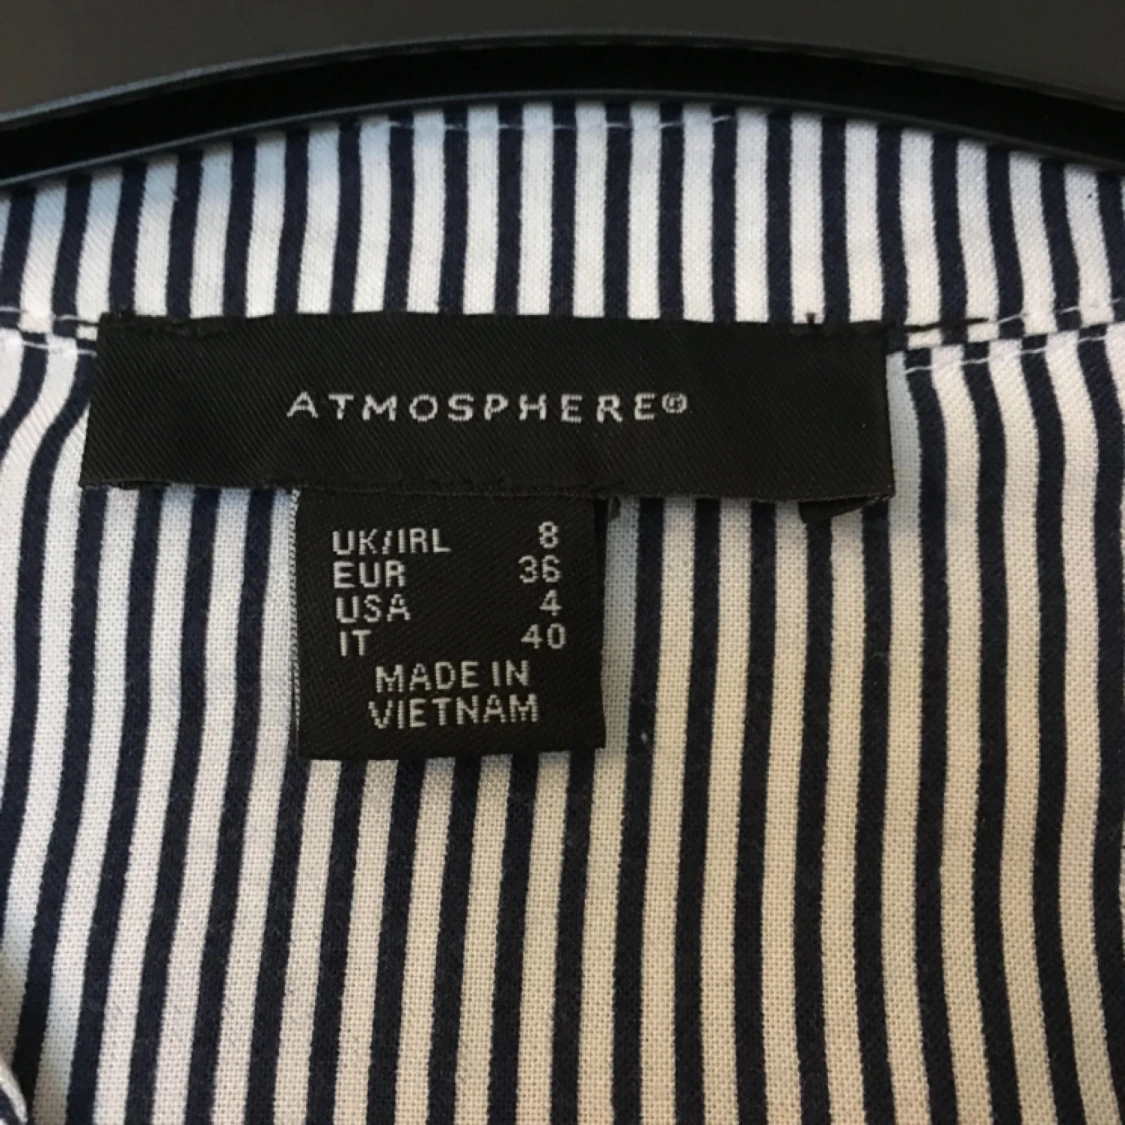 ATMOSPHERE®
UK/IRL 8
EUR 36
USA 4
IT 40
MADE IN
VIETNAM